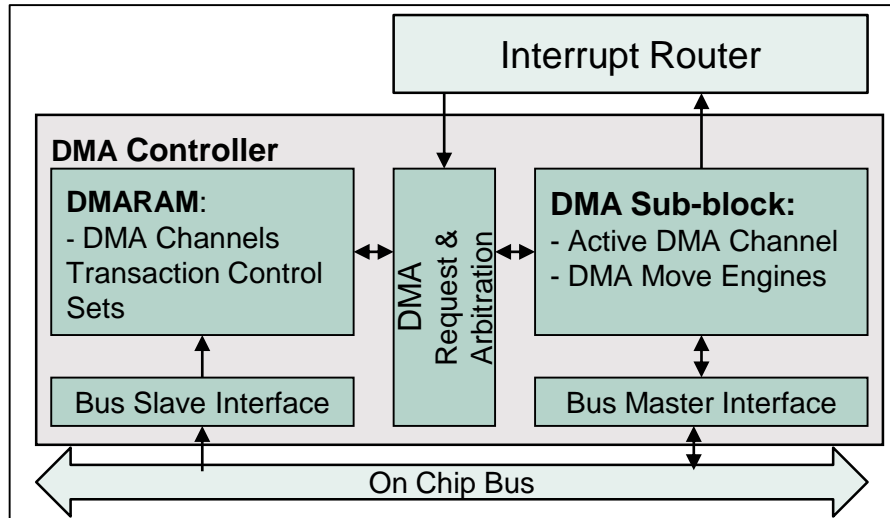 Interrupt Router
DMA Controller
DMARAM:
- DMA Channels
Transaction Control
Sets
DMA
Request &
Arbitration
DMA Sub-block:
- Active DMA Channel
- DMA Move Engines
Bus Slave Interface
Bus Master Interface
On Chip Bus